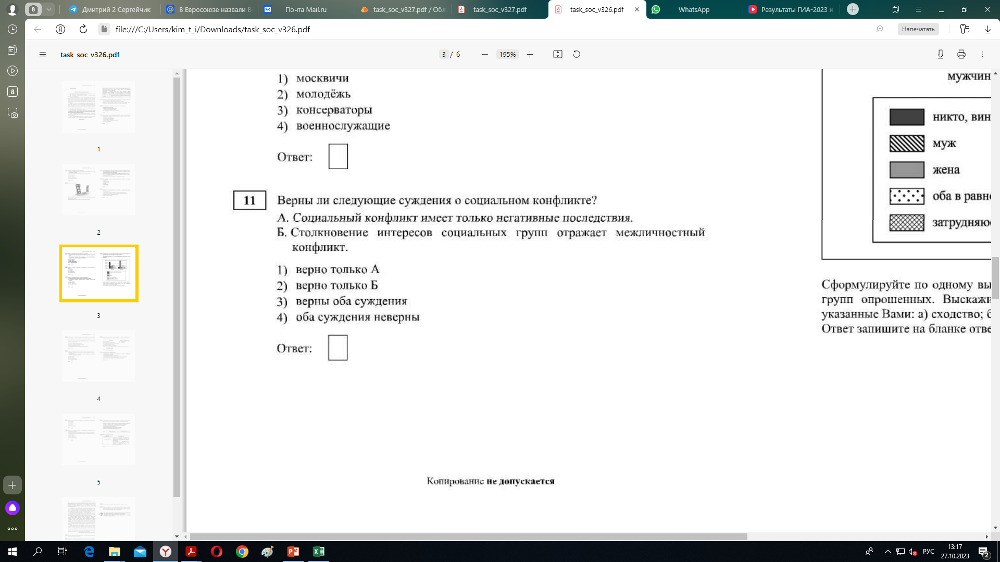 8
Дмитрий 2 Сергейчик
В Евросоюзе назвали В
Почта Mail.ru
task_soc_v327.pdf / Обл
task_soc_v327.pdf
task_soc_v326.pdf
WhatsApp
Результаты ГИА-2023 и
file:///C:/Users/kim_t_i/Downloads/task_soc_v326.pdf
Напечатать
task_soc_v326.pdf
3 / 6
195%
8
1
2
3
4
5
1) москвичи
2) молодёжь
3) консерваторы
4) военнослужащие
Ответ:
11 Верны ли следующие суждения о социальном конфликте?
А. Социальный конфликт имеет только негативные последствия.
Б. Столкновение интересов социальных групп отражает межличностный
конфликт.
1) верно только А
2) верно только Б
3) верны оба суждения
4) оба суждения неверны
Ответ:
Копирование не допускается
мужчин
никто, вин
муж
жена
оба в равно
затрудняюс
Сформулируйте по одному вы
групп опрошенных. Выскажи
указанные Вами: а) сходство; б
Ответ запишите на бланке отве
РУС
13:17
27.10.2023
2